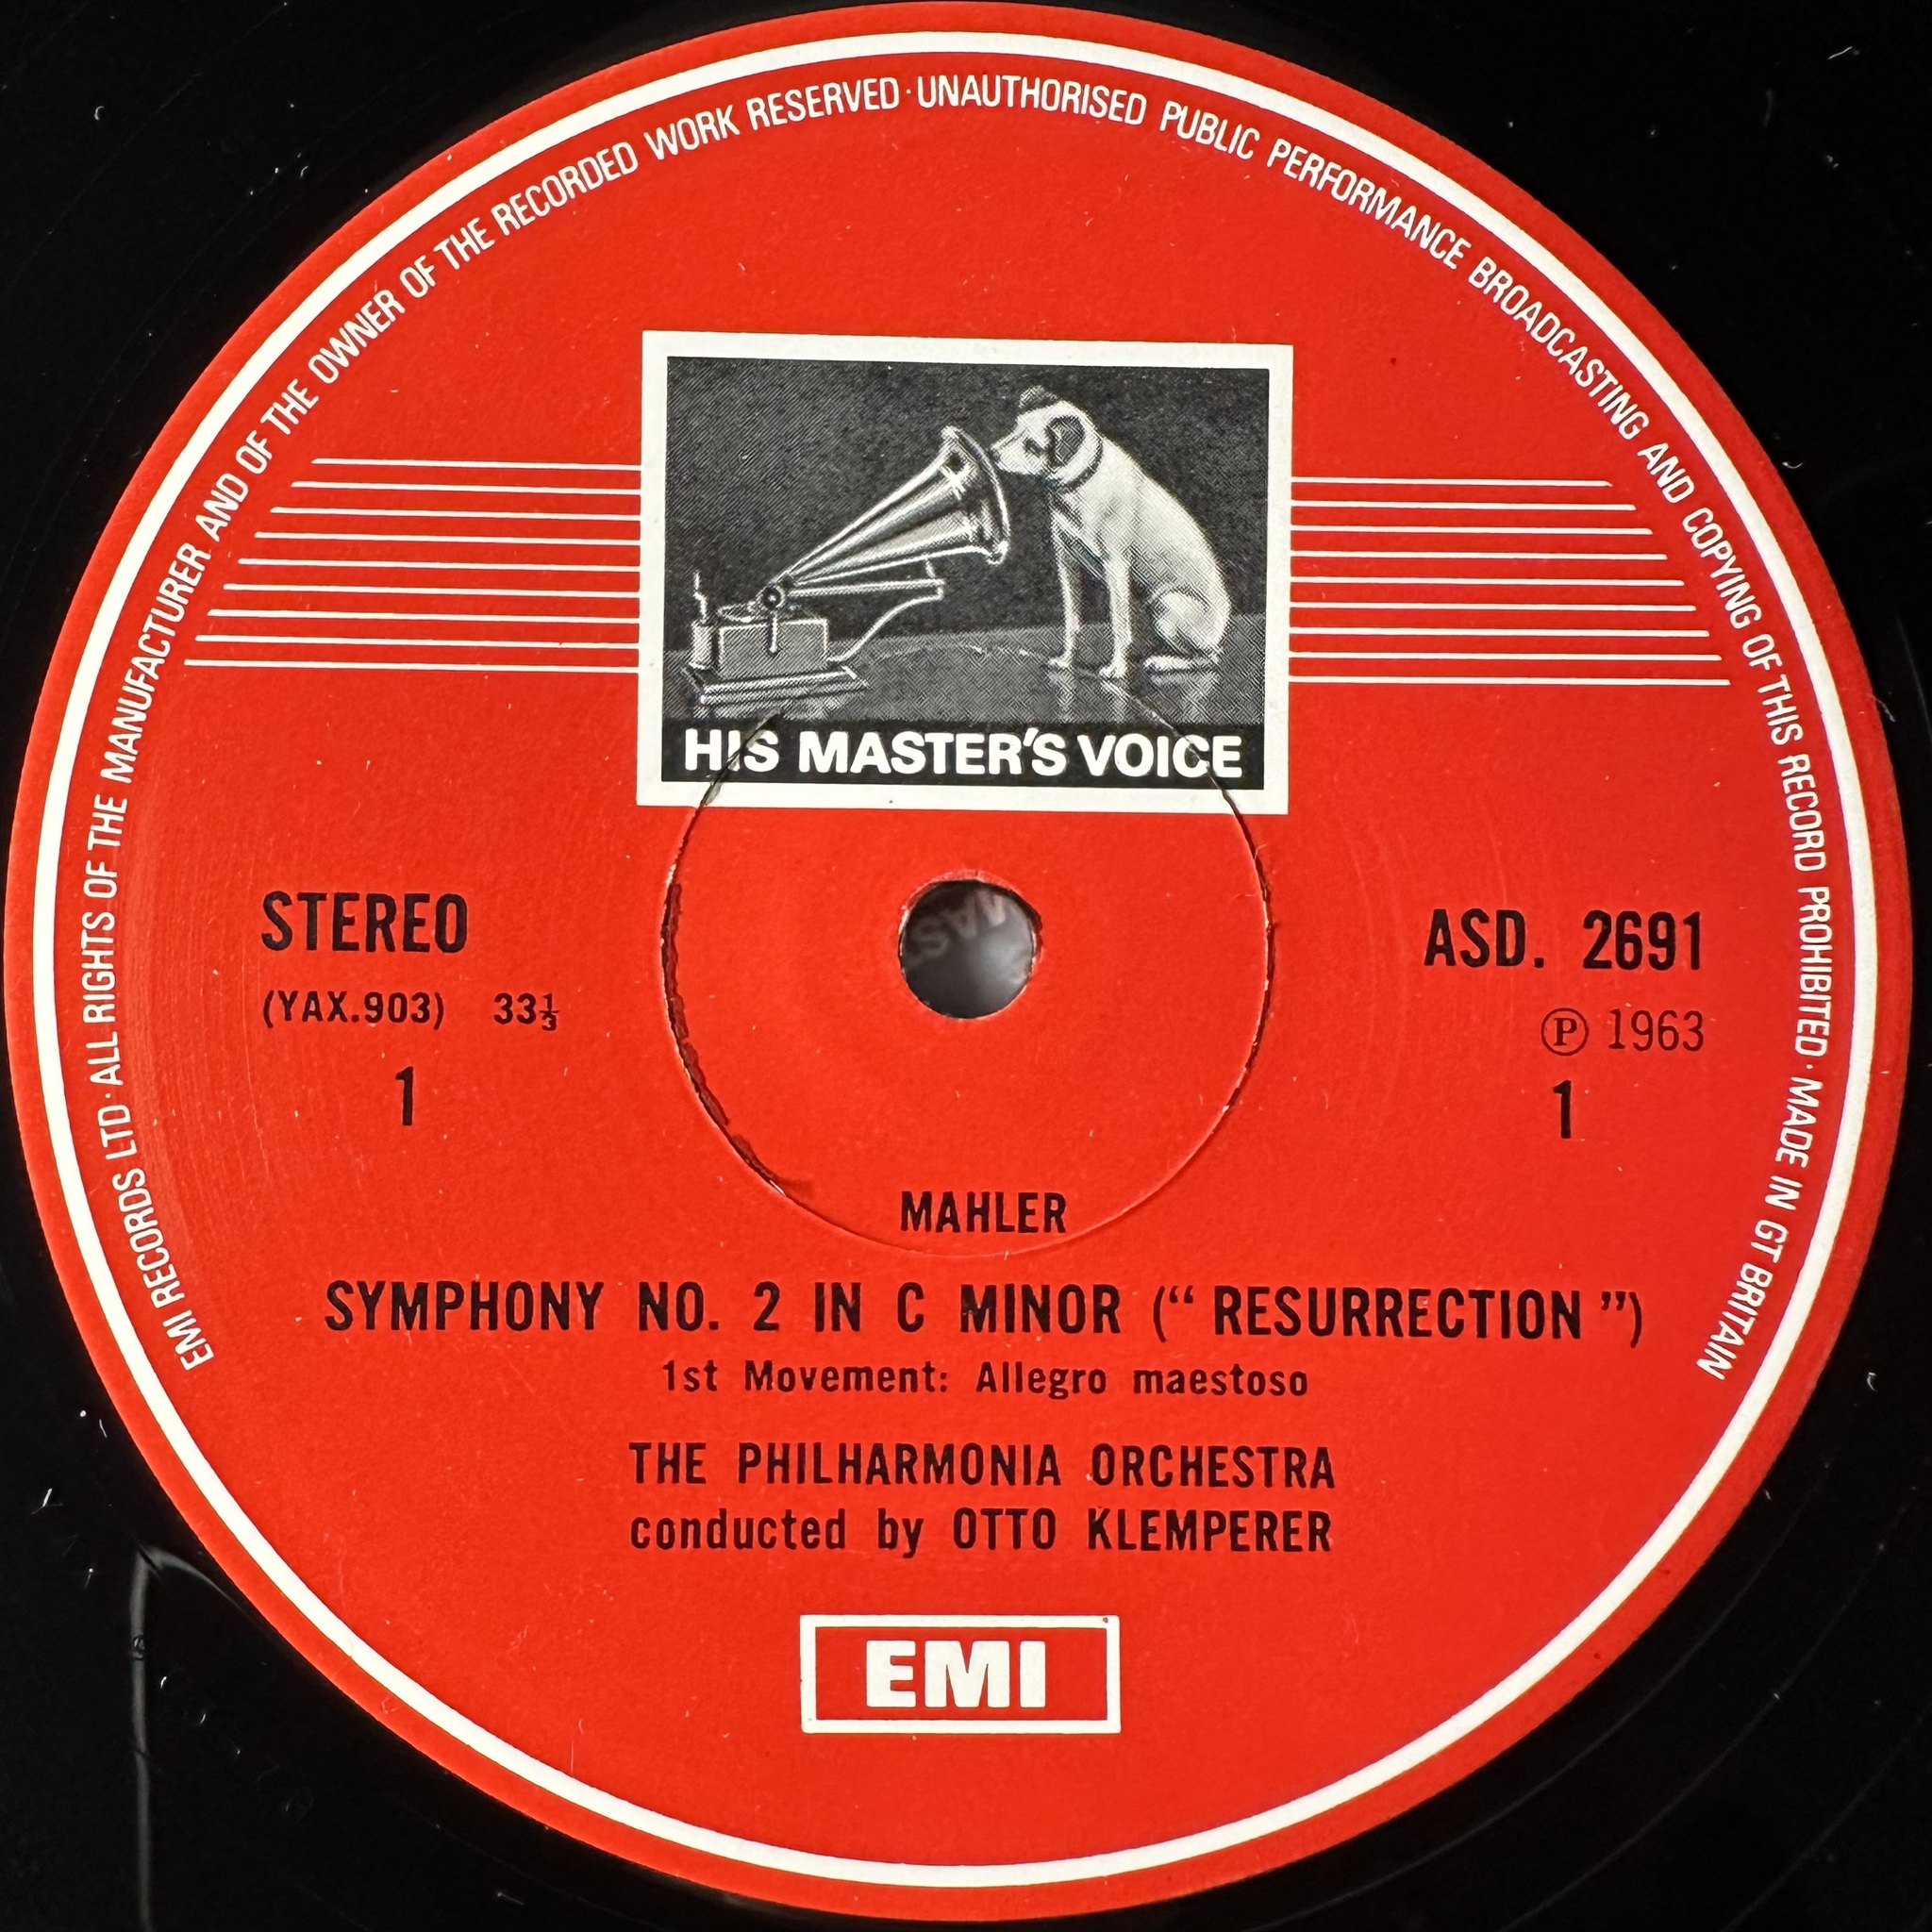 EMI RECORDS LTD · ALL RIGHTS OF THE MANUFACTURER AND OF THE OWNER OF THE RECORDED WORK RESERVED · UNAUTHORISED PUBLIC PERFORMANCE BROADCASTING AND COPYING OF THIS RECORD PROHIBITED · MADE IN GT BRITAIN
HIS MASTER'S VOICE
STEREO
(YAX.903) 33⅓
1
ASD. 2691
Ⓟ 1963
1
MAHLER
SYMPHONY NO. 2 IN C MINOR (“ RESURRECTION ”)
1st Movement: Allegro maestoso
THE PHILHARMONIA ORCHESTRA
conducted by OTTO KLEMPERER
EMI